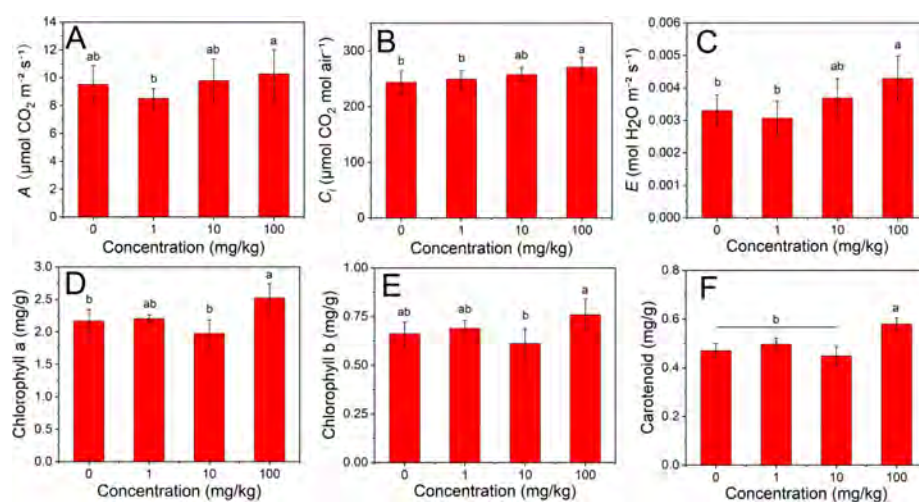 A
A (µmol CO₂ m⁻² s⁻¹)
14
12
10
8
6
4
2
0
ab
b
ab
a
0
1
10
100
Concentration (mg/kg)
B
Cᵢ (µmol CO₂ mol air⁻¹)
300
200
100
0
b
b
ab
a
0
1
10
100
Concentration (mg/kg)
C
E (mol H2O m⁻² s⁻¹)
0.006
0.005
0.004
0.003
0.002
0.001
0.000
b
b
ab
a
0
1
10
100
Concentration (mg/kg)
D
Chlorophyll a (mg/g)
3.0
2.5
2.0
1.5
1.0
0.5
0.0
b
ab
b
a
0
1
10
100
Concentration (mg/kg)
E
Chlorophyll b (mg/g)
1.00
0.75
0.50
0.25
0.00
ab
ab
b
a
0
1
10
100
Concentration (mg/kg)
F
Carotenoid (mg/g)
0.8
0.6
0.4
0.2
0.0
b
a
0
1
10
100
Concentration (mg/kg)